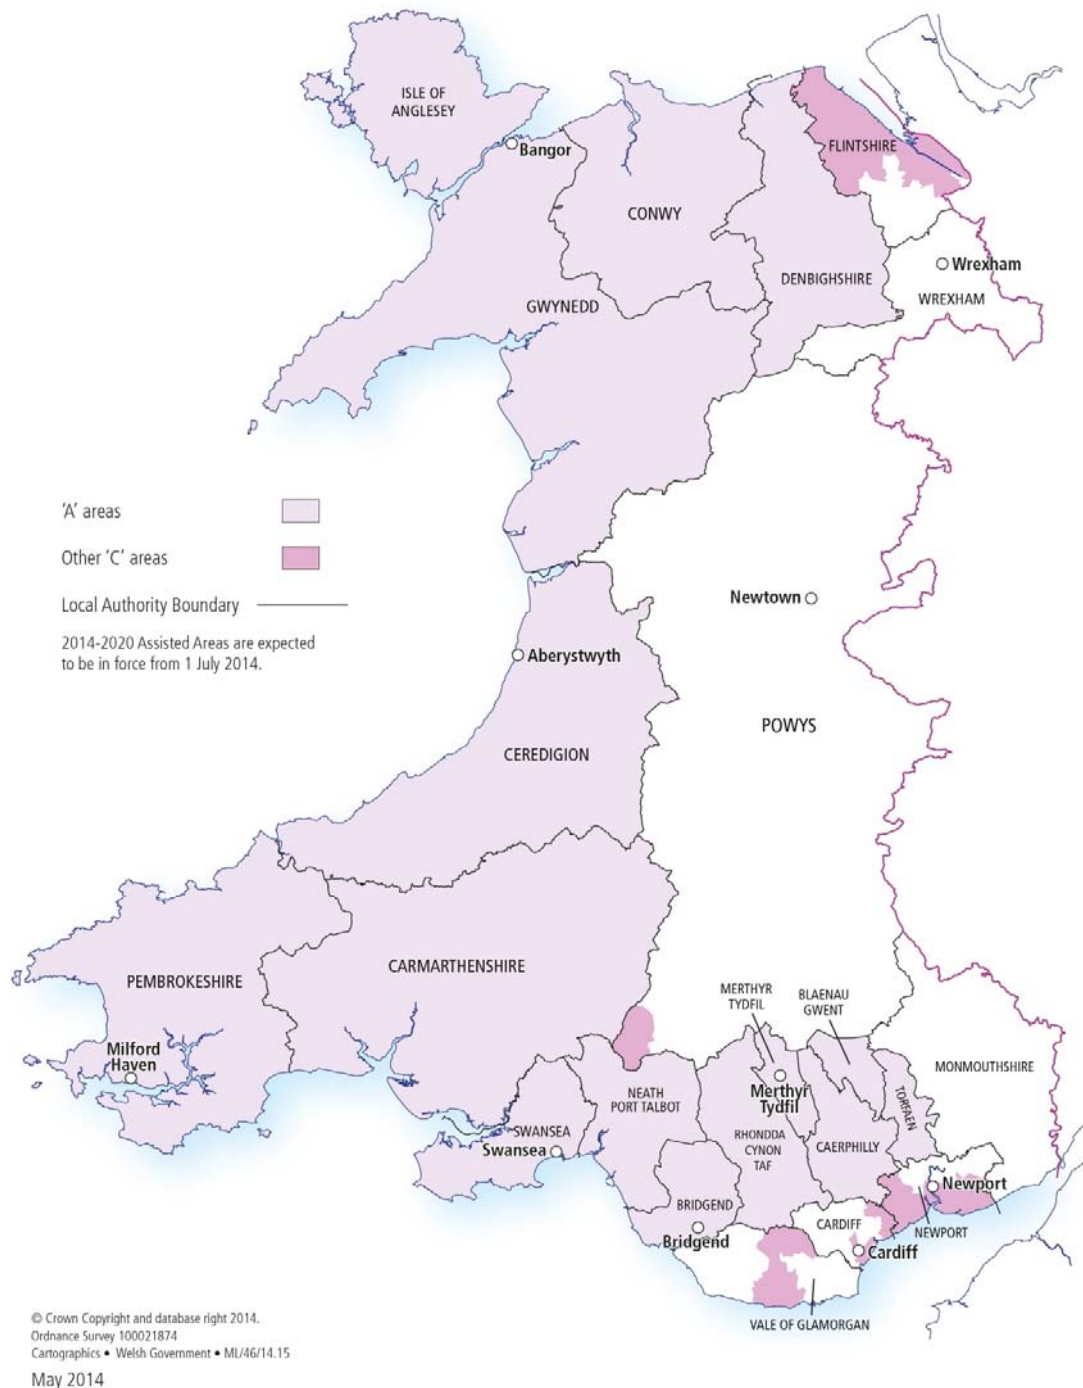 ISLE OF
ANGLESEY
Bangor
FLINTSHIRE
CONWY
Wrexham
DENBIGHSHIRE
WREXHAM
GWYNEDD
'A' areas
Other 'C' areas
Local Authority Boundary
2014-2020 Assisted Areas are expected
to be in force from 1 July 2014.
Newtown
Aberystwyth
POWYS
CEREDIGION
CARMARTHENSHIRE
PEMBROKESHIRE
MERTHYR
TYDFIL
BLAENAU
GWENT
Milford
Haven
MONMOUTHSHIRE
NEATH
PORT TALBOT
Merthyr
Tydfil
TORFAEN
SWANSEA
Swansea
RHONDDA
CYNON
TAF
CAERPHILLY
Newport
BRIDGEND
Bridgend
CARDIFF
NEWPORT
Cardiff
VALE OF GLAMORGAN
© Crown Copyright and database right 2014.
Ordnance Survey 100021874
Cartographics • Welsh Government • ML/46/14.15
May 2014